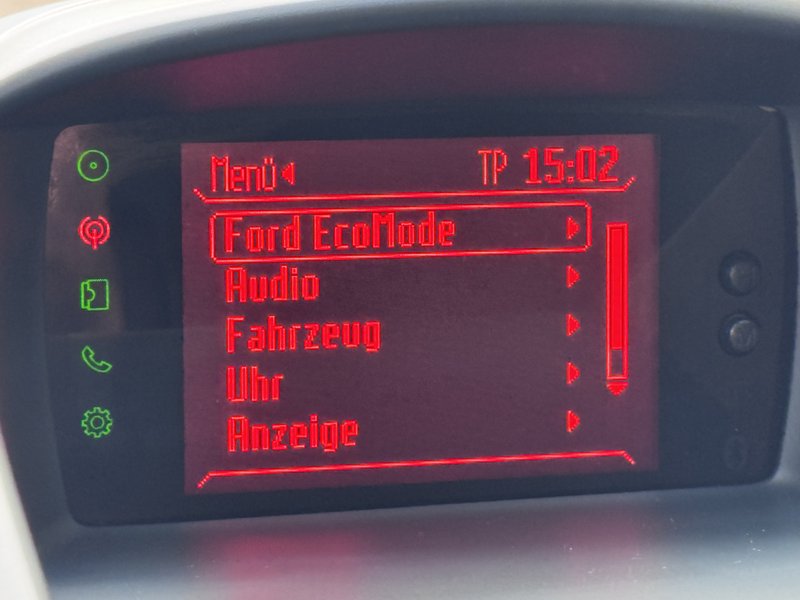 Menü TP 15:02
Ford EcoMode
Audio
Fahrzeug
Uhr
Anzeige